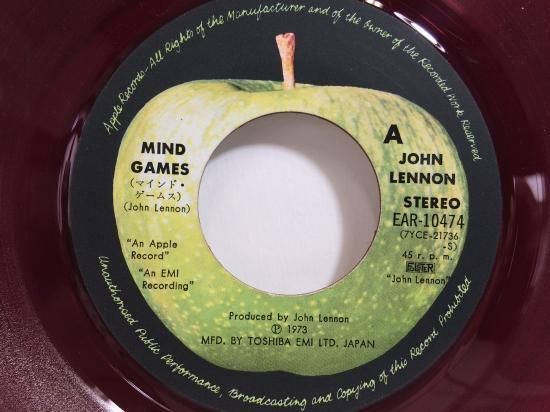 Apple Records. All Rights of the Manufacturer and of the Owner of the Recorded Work Reserved
MIND
GAMES
(マインド・
ゲームス)
(John Lennon)
"An Apple
Record"
"An EMI
Recording"
A
JOHN
LENNON
STEREO
EAR-10474
(7YCE-21736
-S)
45 r.p.m.
"John Lennon"
Produced by John Lennon
Ⓟ 1973
MFD. BY TOSHIBA EMI LTD. JAPAN
Unauthorised Public Performance, Broadcasting and Copying of this Record Prohibited